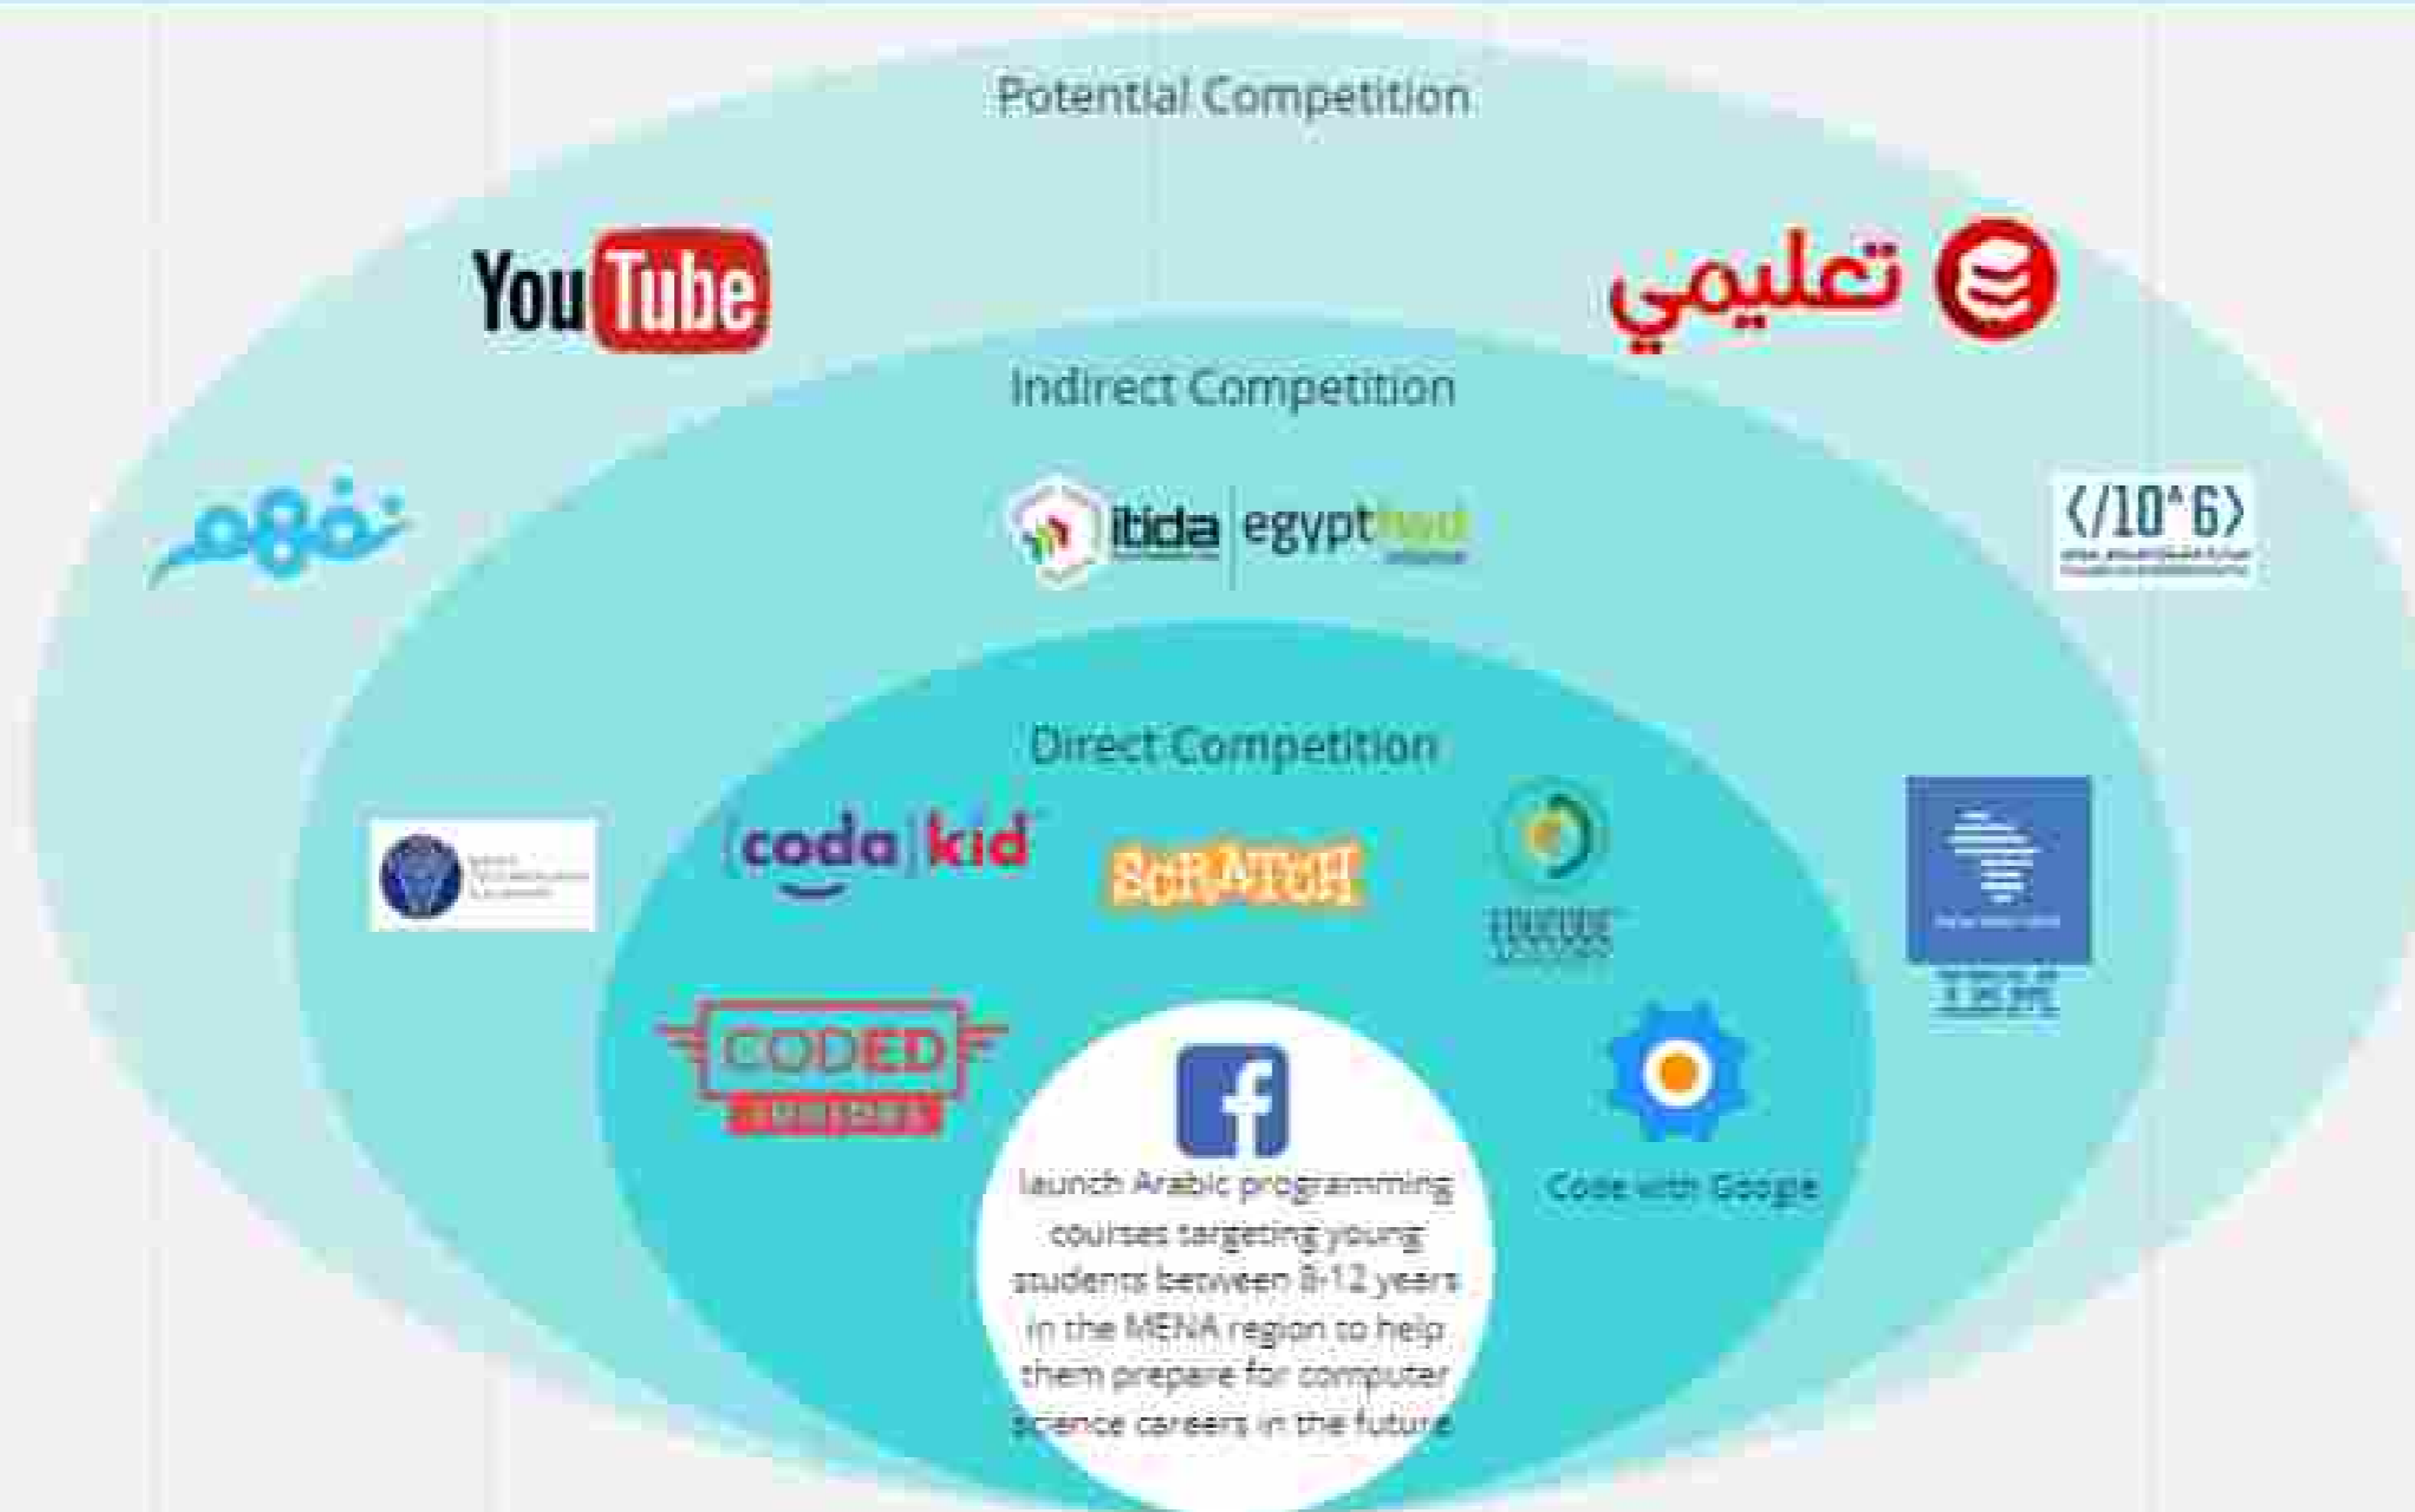 Potential Competition
YouTube
تعليمي
Indirect Competition
نفهم
itida egypt
</10^6>
Direct Competition
(coda) kid
SCRATCH
EDUCODE
CODED
launch Arabic programming
courses targeting young
students between 8-12 years
in the MENA region to help
them prepare for computer
science careers in the future
Code with Google